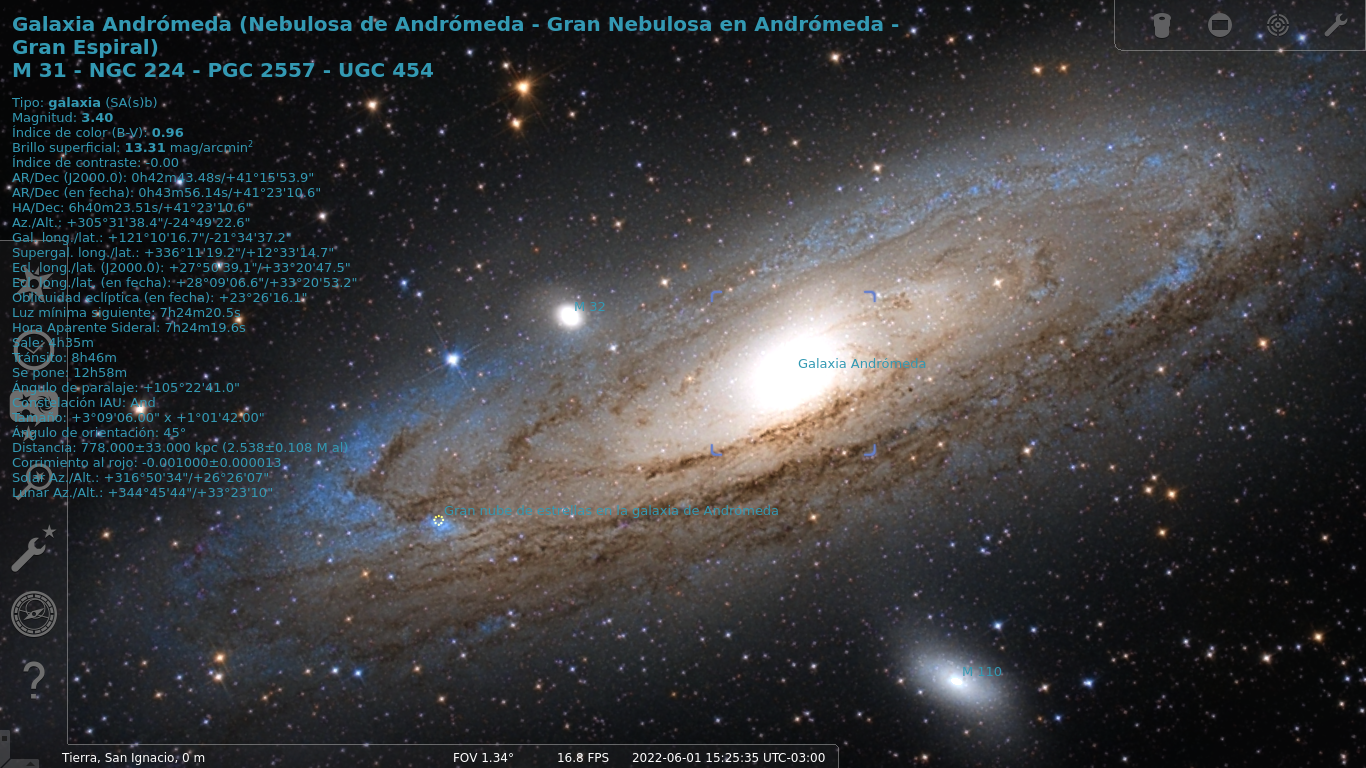 Galaxia Andrómeda (Nebulosa de Andrómeda - Gran Nebulosa en Andrómeda -
Gran Espiral)
M 31 - NGC 224 - PGC 2557 - UGC 454
Tipo: galaxia (SA(s)b)
Magnitud: 3.40
Índice de color (B-V): 0.96
Brillo superficial: 13.31 mag/arcmin²
Índice de contraste: -0.00
AR/Dec (J2000.0): 0h42m43.48s/+41°15'53.9"
AR/Dec (en fecha): 0h43m56.14s/+41°23'10.6"
HA/Dec: 6h40m23.51s/+41°23'10.6"
Az./Alt.: +305°31'38.4"/-24°49'22.6"
Gal. long./lat.: +121°10'16.7"/-21°34'37.2"
Supergal. long./lat.: +336°11'19.2"/+12°33'14.7"
Ecl. long./lat. (J2000.0): +27°50'39.1"/+33°20'47.5"
Ecl. long./lat. (en fecha): +28°09'06.6"/+33°20'53.2"
Oblicuidad eclíptica (en fecha): +23°26'16.1"
Luz mínima siguiente: 7h24m20.5s
Hora Aparente Sideral: 7h24m19.6s
Sale: 4h35m
Tránsito: 8h46m
Se pone: 12h58m
Ángulo de paralaje: +105°22'41.0"
Constelación IAU: And
Tamaño: +3°09'06.00" x +1°01'42.00"
Ángulo de orientación: 45°
Distancia: 778.000±33.000 kpc (2.538±0.108 M al)
Corrimiento al rojo: -0.001000±0.000013
Solar Az./Alt.: +316°50'34"/+26°26'07"
Lunar Az./Alt.: +344°45'44"/+33°23'10"
M 32
Galaxia Andrómeda
Gran nube de estrellas en la galaxia de Andrómeda
M 110
Tierra, San Ignacio, 0 m
FOV 1.34°
16.8 FPS
2022-06-01 15:25:35 UTC-03:00